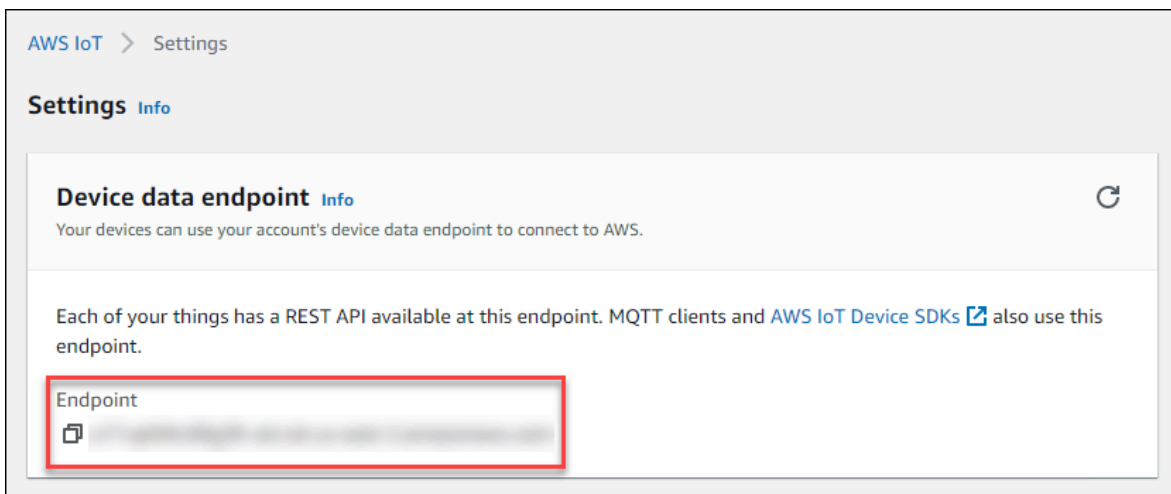 AWS IoT > Settings
Settings Info
Device data endpoint Info
Your devices can use your account's device data endpoint to connect to AWS.
Each of your things has a REST API available at this endpoint. MQTT clients and AWS IoT Device SDKs also use this
endpoint.
Endpoint